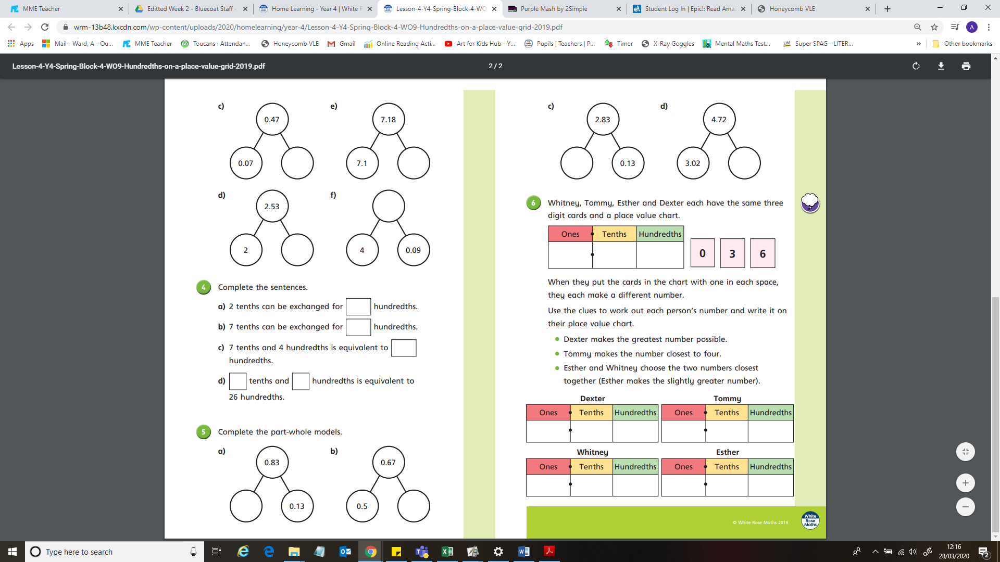 MME Teacher
Editted Week 2 - Bluecoat Staff -
Home Learning - Year 4 | White R
Lesson-4-Y4-Spring-Block-4-WO
Purple Mash by 2Simple
Student Log In | Epic!: Read Ama
Honeycomb VLE
wrm-13b48.kxcdn.com/wp-content/uploads/2020/homelearning/year-4/Lesson-4-Y4-Spring-Block-4-WO9-Hundredths-on-a-place-value-grid-2019.pdf
A
Apps
Mail - Ward, A - Ou...
MME Teacher
Toucans : Attendan...
Honeycomb VLE
Gmail
Online Reading Acti...
Art for Kids Hub - Y...
Pupils | Teachers | P...
Timer
X-Ray Goggles
Mental Maths Test...
Super SPAG - LITER...
»
Other bookmarks
Lesson-4-Y4-Spring-Block-4-WO9-Hundredths-on-a-place-value-grid-2019.pdf
2 / 2
c)
0.47
0.07
e)
7.18
7.1
d)
2.53
2
f)
4
0.09
4
Complete the sentences.
a) 2 tenths can be exchanged for hundredths.
b) 7 tenths can be exchanged for hundredths.
c) 7 tenths and 4 hundredths is equivalent to
hundredths.
d) tenths and hundredths is equivalent to
26 hundredths.
5
Complete the part-whole models.
a)
0.83
0.13
b)
0.67
0.5
c)
2.83
0.13
d)
4.72
3.02
6
Whitney, Tommy, Esther and Dexter each have the same three
digit cards and a place value chart.
Ones Tenths Hundredths
0 3 6
When they put the cards in the chart with one in each space,
they each make a different number.
Use the clues to work out each person's number and write it on
their place value chart.
• Dexter makes the greatest number possible.
• Tommy makes the number closest to four.
• Esther and Whitney choose the two numbers closest
together (Esther makes the slightly greater number).
Dexter
Ones Tenths Hundredths
Tommy
Ones Tenths Hundredths
Whitney
Ones Tenths Hundredths
Esther
Ones Tenths Hundredths
© White Rose Maths 2019
White
Rose
Maths
Type here to search
12:16
28/03/2020
2